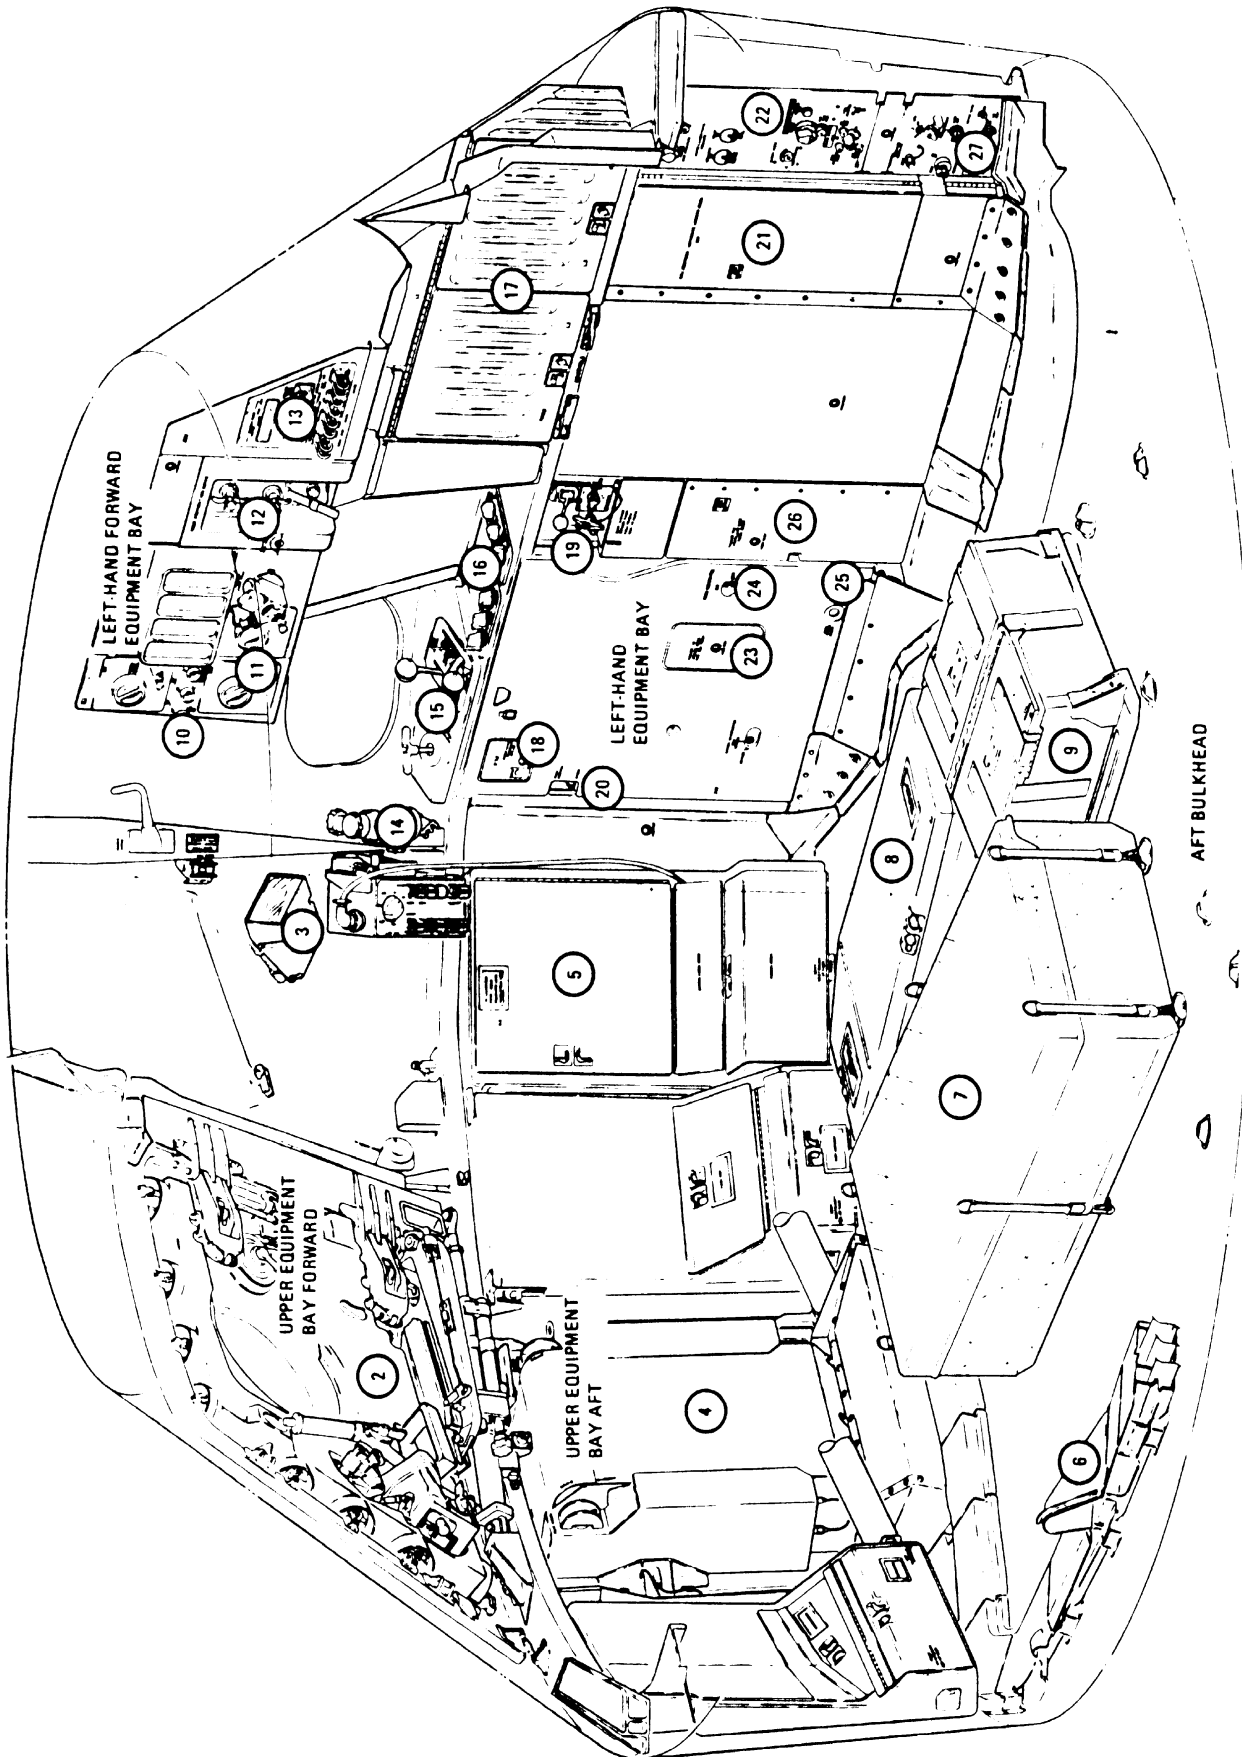 LEFT-HAND FORWARD
EQUIPMENT BAY
UPPER EQUIPMENT
BAY FORWARD
UPPER EQUIPMENT
BAY AFT
LEFT-HAND
EQUIPMENT BAY
AFT BULKHEAD
2
3
4
5
6
7
8
9
10
11
12
13
14
15
16
17
18
19
20
21
22
23
24
25
26
27